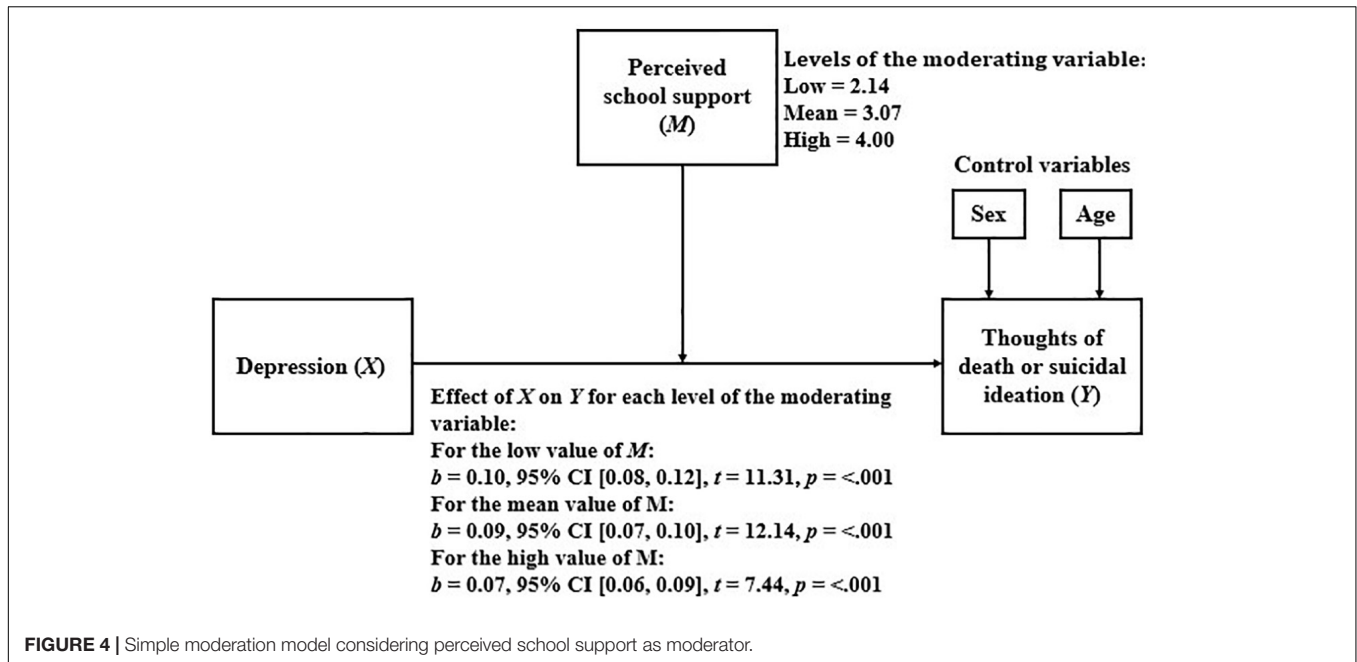 Perceived
school support
(M)
Levels of the moderating variable:
Low = 2.14
Mean = 3.07
High = 4.00
Control variables
Sex
Age
Depression (X)
Thoughts of
death or suicidal
ideation (Y)
Effect of X on Y for each level of the moderating
variable:
For the low value of M:
b = 0.10, 95% CI [0.08, 0.12], t = 11.31, p = <.001
For the mean value of M:
b = 0.09, 95% CI [0.07, 0.10], t = 12.14, p = <.001
For the high value of M:
b = 0.07, 95% CI [0.06, 0.09], t = 7.44, p = <.001
FIGURE 4 | Simple moderation model considering perceived school support as moderator.